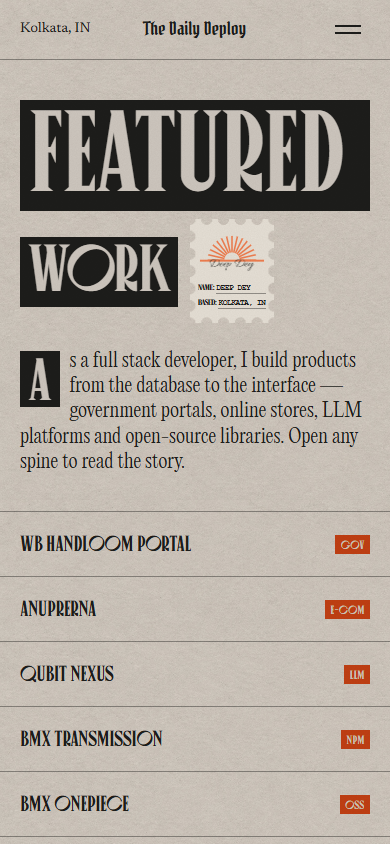 Kolkata, IN
The Daily Deploy
FEATURED
WORK
Deep Dey
NAME: DEEP DEY
BASED: KOLKATA, IN
As a full stack developer, I build products
from the database to the interface —
government portals, online stores, LLM
platforms and open-source libraries. Open any
spine to read the story.
WB HANDLOOM PORTAL
GOV
ANUPRERNA
E-COM
QUBIT NEXUS
LLM
BMX TRANSMISSION
NPM
BMX ONEPIECE
OSS